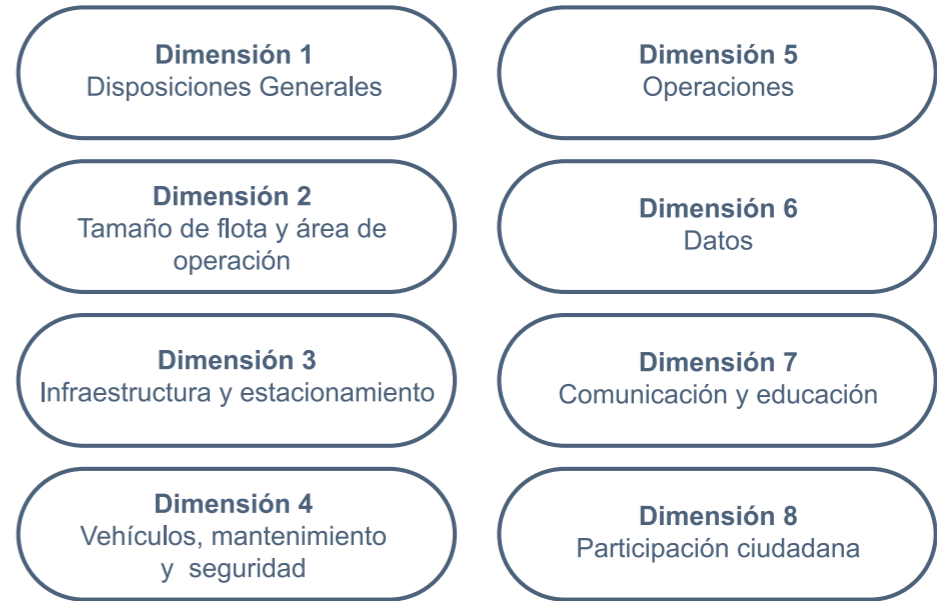 Dimensión 1
Disposiciones Generales
Dimensión 2
Tamaño de flota y área de
operación
Dimensión 3
Infraestructura y estacionamiento
Dimensión 4
Vehículos, mantenimiento
y seguridad
Dimensión 5
Operaciones
Dimensión 6
Datos
Dimensión 7
Comunicación y educación
Dimensión 8
Participación ciudadana